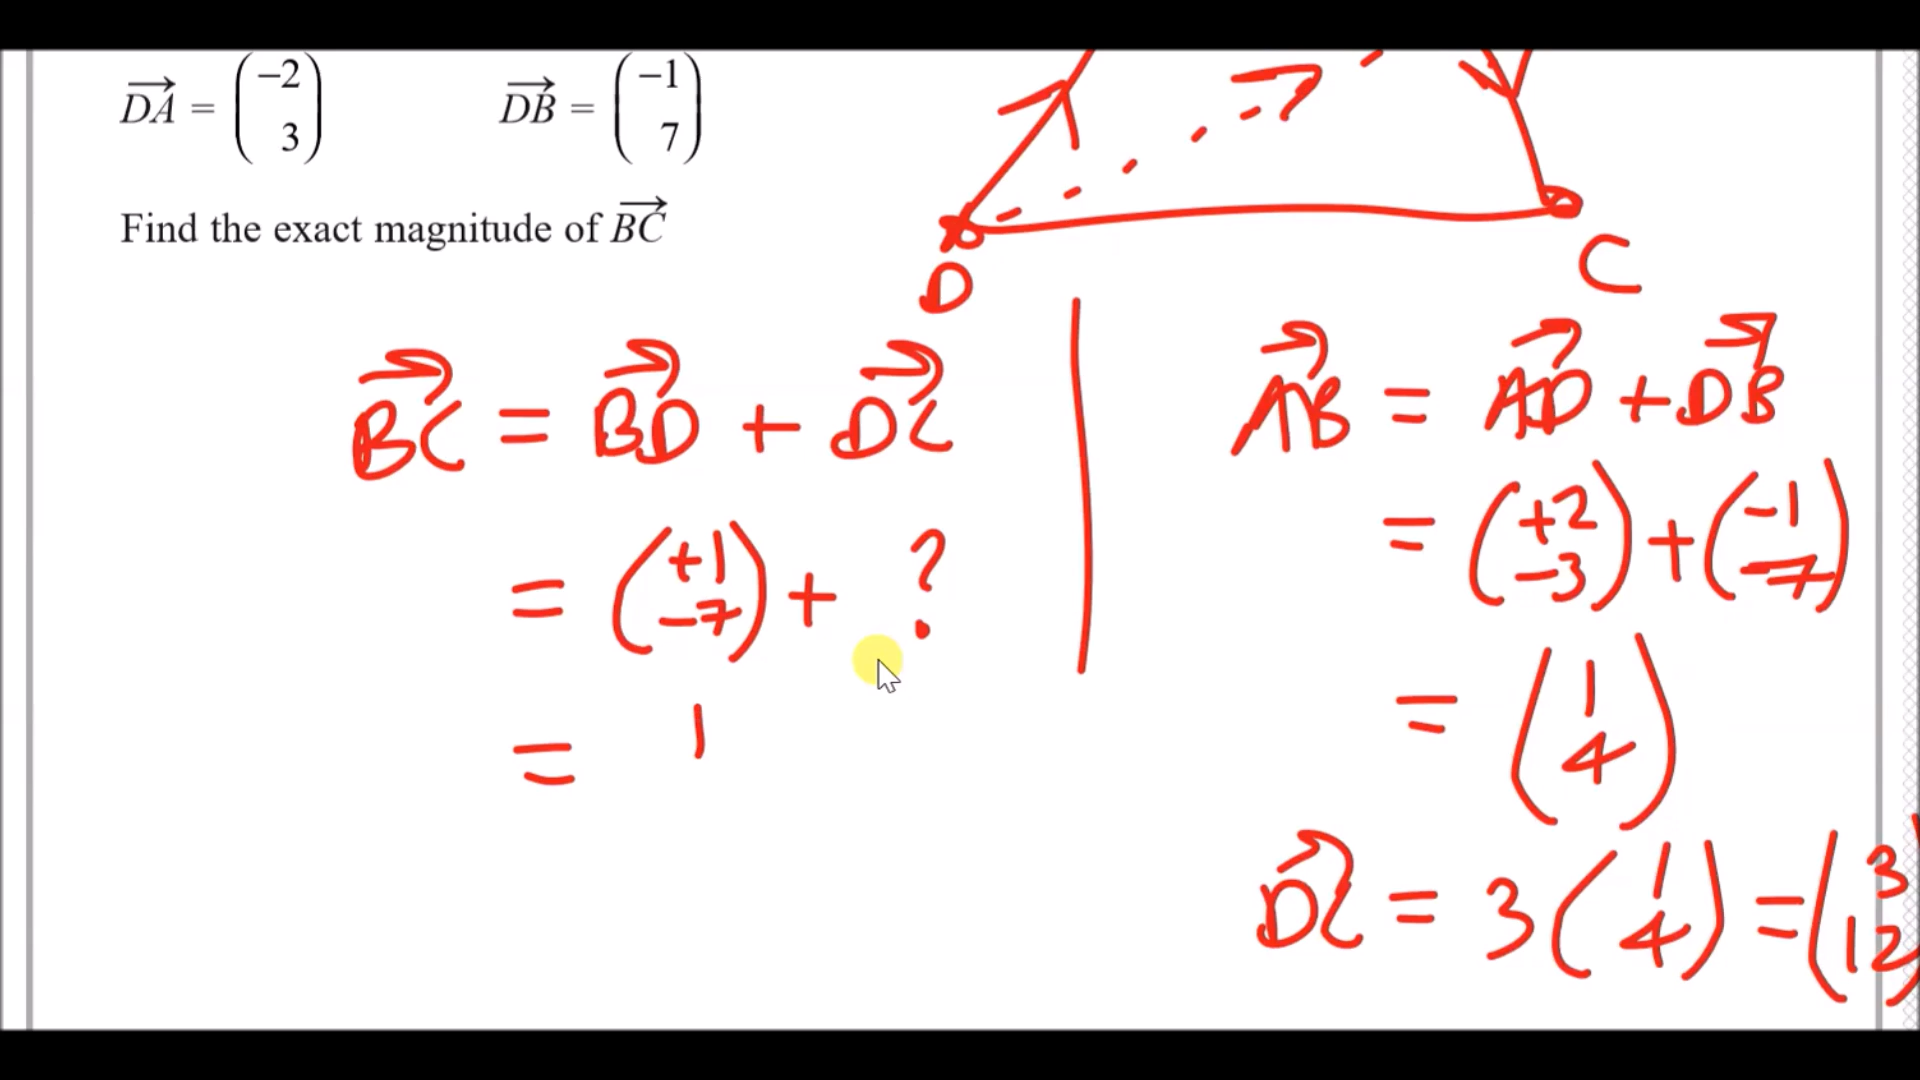 DA = (−2 3) DB = (−1 7)
Find the exact magnitude of BC
D
C
BC = BD + DC
= (+1 −7) + ?
= 1
AB = AD + DB
= (+2 −3) + (−1 7)
= (1 4)
DC = 3 (1 4) = (3 12)